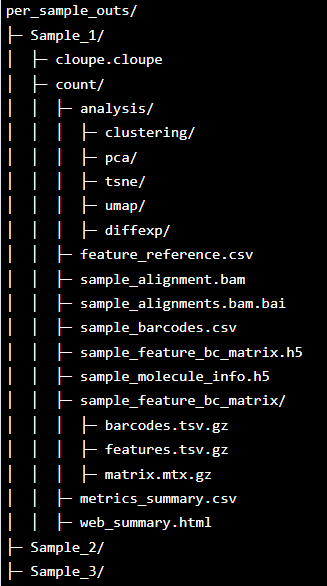 per_sample_outs/
├─ Sample_1/
│  ├─ cloupe.cloupe
│  ├─ count/
│  │  ├─ analysis/
│  │  │  ├─ clustering/
│  │  │  ├─ pca/
│  │  │  ├─ tsne/
│  │  │  ├─ umap/
│  │  │  ├─ diffexp/
│  │  ├─ feature_reference.csv
│  │  ├─ sample_alignment.bam
│  │  ├─ sample_alignments.bam.bai
│  │  ├─ sample_barcodes.csv
│  │  ├─ sample_feature_bc_matrix.h5
│  │  ├─ sample_molecule_info.h5
│  │  ├─ sample_feature_bc_matrix/
│  │  │  ├─ barcodes.tsv.gz
│  │  │  ├─ features.tsv.gz
│  │  │  ├─ matrix.mtx.gz
│  │  ├─ metrics_summary.csv
│  │  ├─ web_summary.html
├─ Sample_2/
├─ Sample_3/